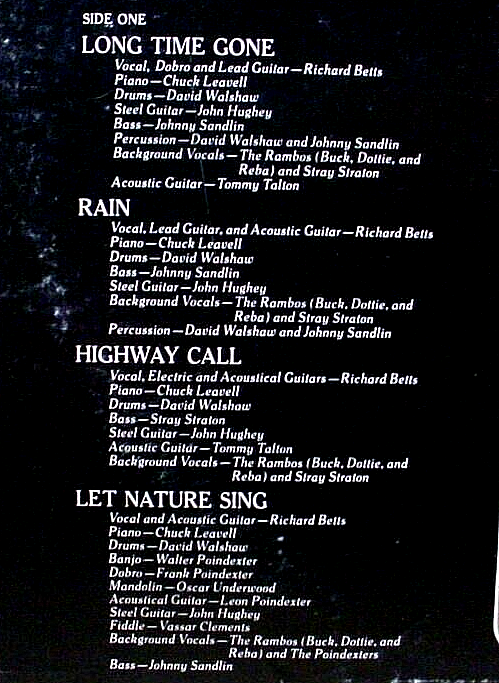 SIDE ONE
LONG TIME GONE
Vocal, Dobro and Lead Guitar—Richard Betts
Piano—Chuck Leavell
Drums—David Walshaw
Steel Guitar—John Hughey
Bass—Johnny Sandlin
Percussion—David Walshaw and Johnny Sandlin
Background Vocals—The Rambos (Buck, Dottie, and
Reba) and Stray Straton
Acoustic Guitar—Tommy Talton
RAIN
Vocal, Lead Guitar, and Acoustic Guitar—Richard Betts
Piano—Chuck Leavell
Drums—David Walshaw
Bass—Johnny Sandlin
Steel Guitar—John Hughey
Background Vocals—The Rambos (Buck, Dottie, and
Reba) and Stray Straton
Percussion—David Walshaw and Johnny Sandlin
HIGHWAY CALL
Vocal, Electric and Acoustical Guitars—Richard Betts
Piano—Chuck Leavell
Drums—David Walshaw
Bass—Stray Straton
Steel Guitar—John Hughey
Acoustic Guitar—Tommy Talton
Background Vocals—The Rambos (Buck, Dottie, and
Reba) and Stray Straton
LET NATURE SING
Vocal and Acoustic Guitar—Richard Betts
Piano—Chuck Leavell
Drums—David Walshaw
Banjo—Walter Poindexter
Dobro—Frank Poindexter
Mandolin—Oscar Underwood
Acoustical Guitar—Leon Poindexter
Steel Guitar—John Hughey
Fiddle—Vassar Clements
Background Vocals—The Rambos (Buck, Dottie, and
Reba) and The Poindexters
Bass—Johnny Sandlin